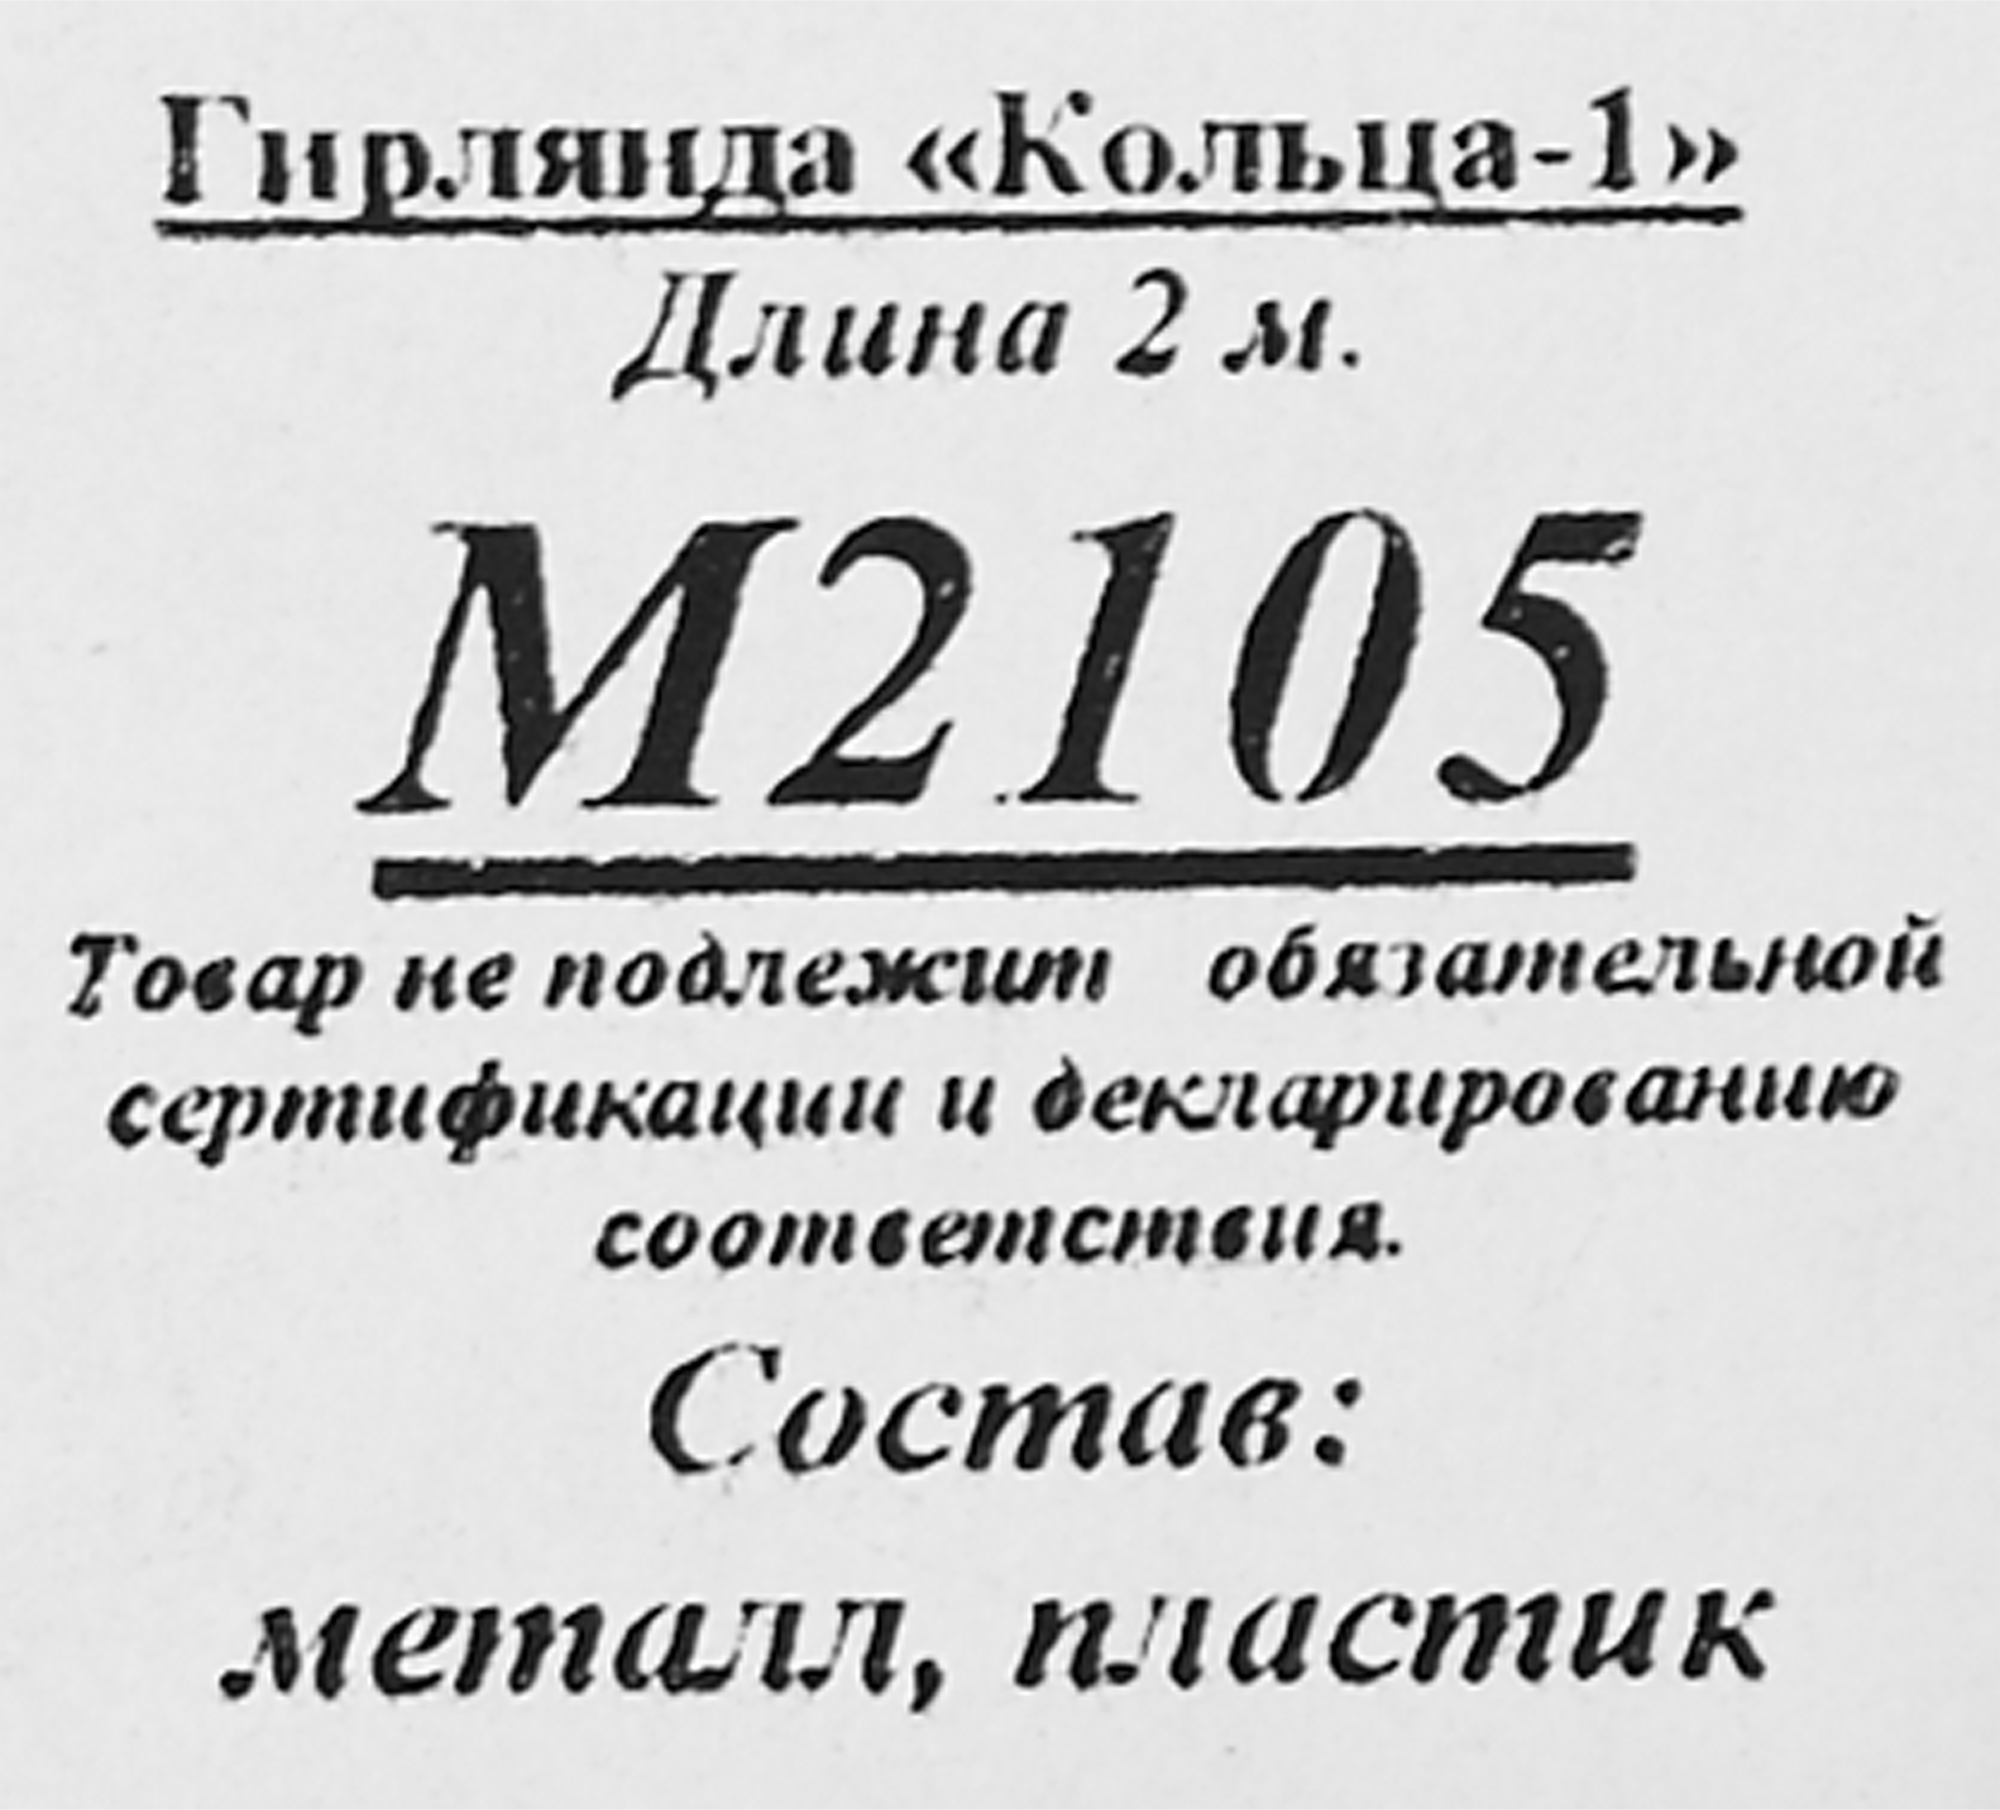 Гирлянда «Кольца-1»
Длина 2 м.
М2105
Товар не подлежит обязательной
сертификации и декларированию
соответствия.
Состав:
металл, пластик